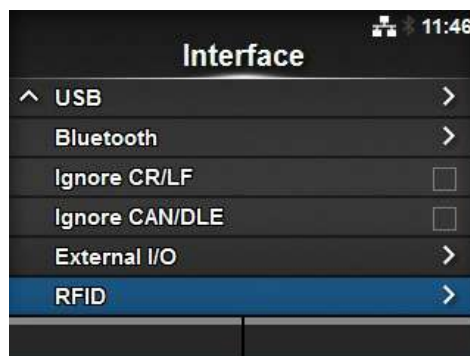 11:46
Interface
USB
Bluetooth
Ignore CR/LF
Ignore CAN/DLE
External I/O
RFID